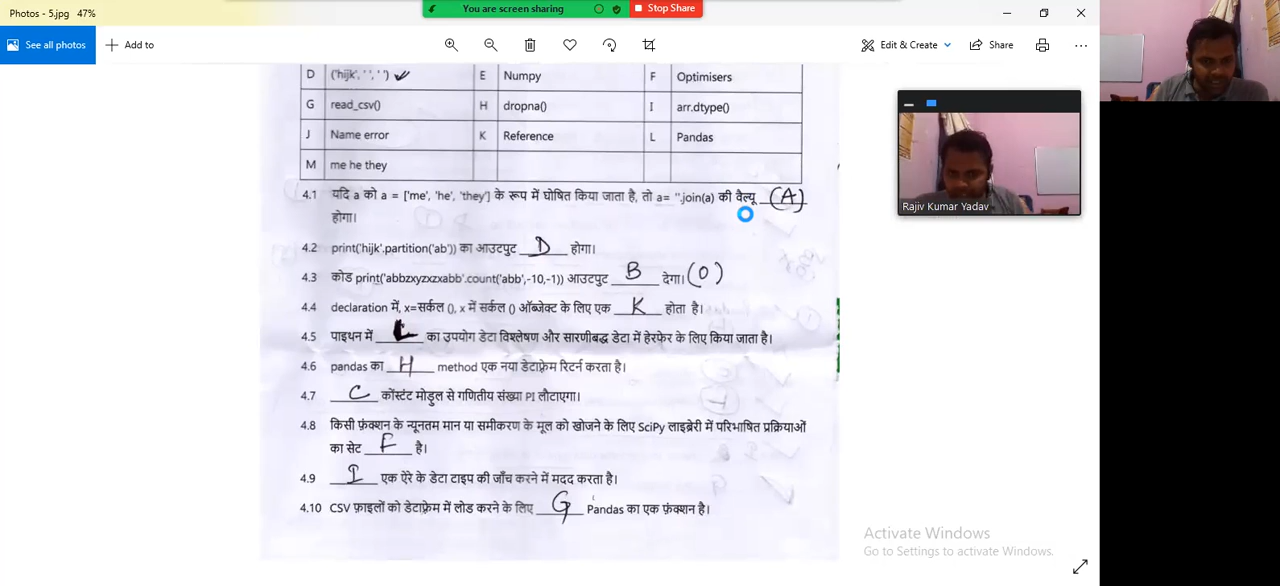 Photos - 5.jpg 47%
You are screen sharing
Stop Share
See all photos
Add to
Edit & Create
Share
D ('hijk', ' ', ' ') E Numpy F Optimisers
G read_csv() H dropna() I arr.dtype()
J Name error K Reference L Pandas
M me he they
4.1 यदि a को a = ['me', 'he', 'they'] के रूप में घोषित किया जाता है, तो a= ''.join(a) की वैल्यू (A)
होगा।
4.2 print('hijk'.partition('ab')) का आउटपुट D होगा।
4.3 कोड print('abbzxyzxzxabb'.count('abb',-10,-1)) आउटपुट B देगा। (0)
4.4 declaration में, x=सर्कल (), x में सर्कल () ऑब्जेक्ट के लिए एक K होता है।
4.5 पाइथन में L का उपयोग डेटा विश्लेषण और सारणीबद्ध डेटा में हेरफेर के लिए किया जाता है।
4.6 pandas का H method एक नया डेटाफ्रेम रिटर्न करता है।
4.7 C कोंस्टंट मोडुल से गणितीय संख्या PI लौटाएगा।
4.8 किसी फ़ंक्शन के न्यूनतम मान या समीकरण के मूल को खोजने के लिए SciPy लाइब्रेरी में परिभाषित प्रक्रियाओं
का सेट F है।
4.9 I एक ऐरे के डेटा टाइप की जाँच करने में मदद करता है।
4.10 CSV फ़ाइलों को डेटाफ्रेम में लोड करने के लिए G Pandas का एक फ़ंक्शन है।
Rajiv Kumar Yadav
Activate Windows
Go to Settings to activate Windows.